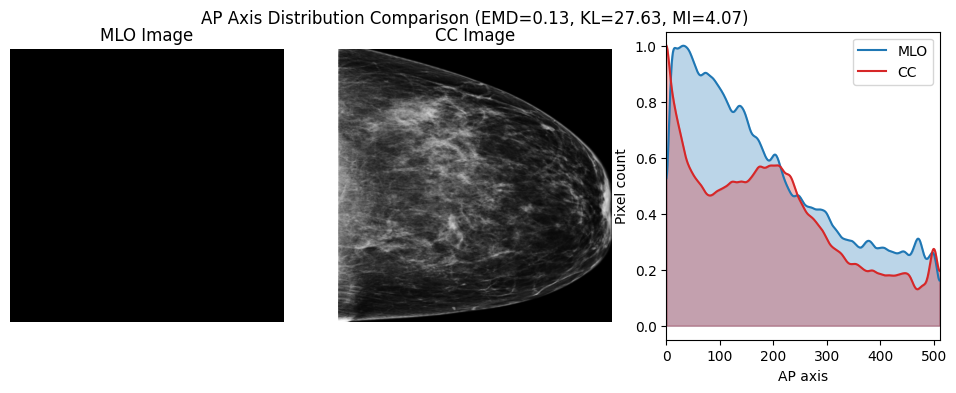 AP Axis Distribution Comparison (EMD=0.13, KL=27.63, MI=4.07)
MLO Image
CC Image
MLO
CC
Pixel count
1.0
0.8
0.6
0.4
0.2
0.0
0 100 200 300 400 500
AP axis